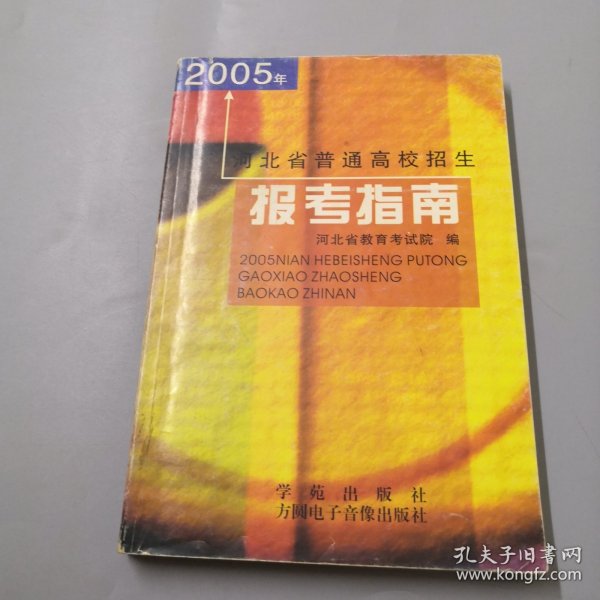 2005年
河北省普通高校招生
报考指南
河北省教育考试院 编
2005NIAN HEBEISHENG PUTONG
GAOXIAO ZHAOSHENG
BAOKAO ZHINAN
学苑出版社
方圆电子音像出版社
孔夫子旧书网
www.kongfz.com